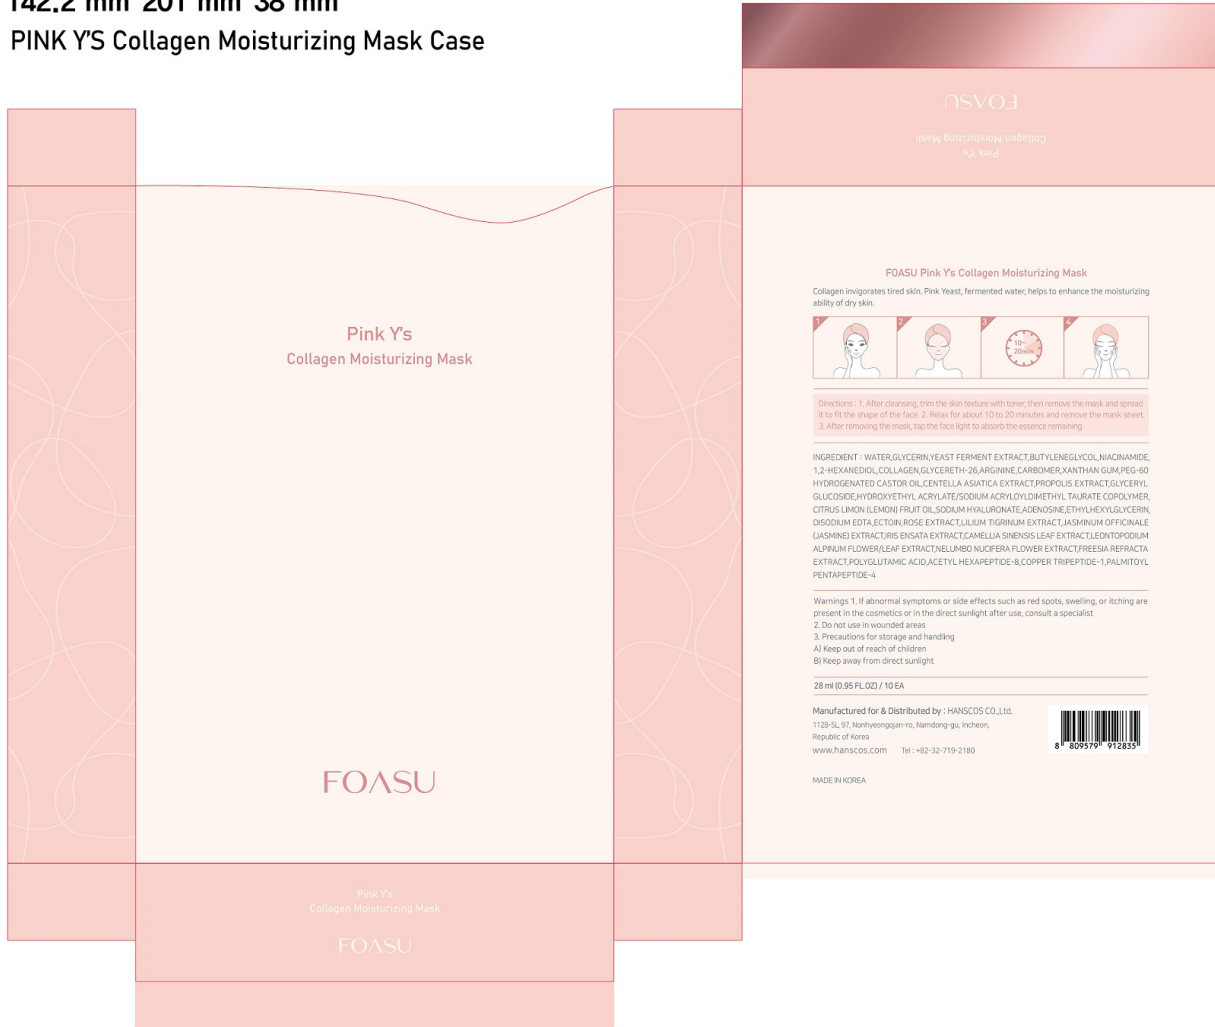 142.2 mm*201 mm*38 mm
PINK Y'S Collagen Moisturizing Mask Case
FOASU
Collagen Moisturizing Mask
Pink Y's
Pink Y's
Collagen Moisturizing Mask
FOASU
Pink Y's
Collagen Moisturizing Mask
FOASU
FOASU Pink Y's Collagen Moisturizing Mask
Collagen invigorates tired skin. Pink Yeast, fermented water, helps to enhance the moisturizing
ability of dry skin.
1 2 3 4
10~
20min
Directions : 1. After cleansing, trim the skin texture with toner, then remove the mask and spread
it to fit the shape of the face. 2. Relax for about 10 to 20 minutes and remove the mask sheet.
3. After removing the mask, tap the face light to absorb the essence remaining.
INGREDIENT : WATER,GLYCERIN,YEAST FERMENT EXTRACT,BUTYLENEGLYCOL,NIACINAMIDE,
1,2-HEXANEDIOL,COLLAGEN,GLYCERETH-26,ARGININE,CARBOMER,XANTHAN GUM,PEG-60
HYDROGENATED CASTOR OIL,CENTELLA ASIATICA EXTRACT,PROPOLIS EXTRACT,GLYCERYL
GLUCOSIDE,HYDROXYETHYL ACRYLATE/SODIUM ACRYLOYLDIMETHYL TAURATE COPOLYMER,
CITRUS LIMON (LEMON) FRUIT OIL,SODIUM HYALURONATE,ADENOSINE,ETHYLHEXYLGLYCERIN,
DISODIUM EDTA,ECTOIN,ROSE EXTRACT,LILIUM TIGRINUM EXTRACT,JASMINUM OFFICINALE
(JASMINE) EXTRACT,IRIS ENSATA EXTRACT,CAMELLIA SINENSIS LEAF EXTRACT,LEONTOPODIUM
ALPINUM FLOWER/LEAF EXTRACT,NELUMBO NUCIFERA FLOWER EXTRACT,FREESIA REFRACTA
EXTRACT,POLYGLUTAMIC ACID,ACETYL HEXAPEPTIDE-8,COPPER TRIPEPTIDE-1,PALMITOYL
PENTAPEPTIDE-4
Warnings 1. If abnormal symptoms or side effects such as red spots, swelling, or itching are
present in the cosmetics or in the direct sunlight after use, consult a specialist
2. Do not use in wounded areas
3. Precautions for storage and handling
A) Keep out of reach of children
B) Keep away from direct sunlight
28 ml (0.95 FL.OZ) / 10 EA
Manufactured for & Distributed by : HANSCOS CO.,Ltd.
112B-5L, 97, Nonhyeongojan-ro, Namdong-gu, Incheon,
Republic of Korea
www.hanscos.com Tel : +82-32-719-2180
8 809579 912835
MADE IN KOREA